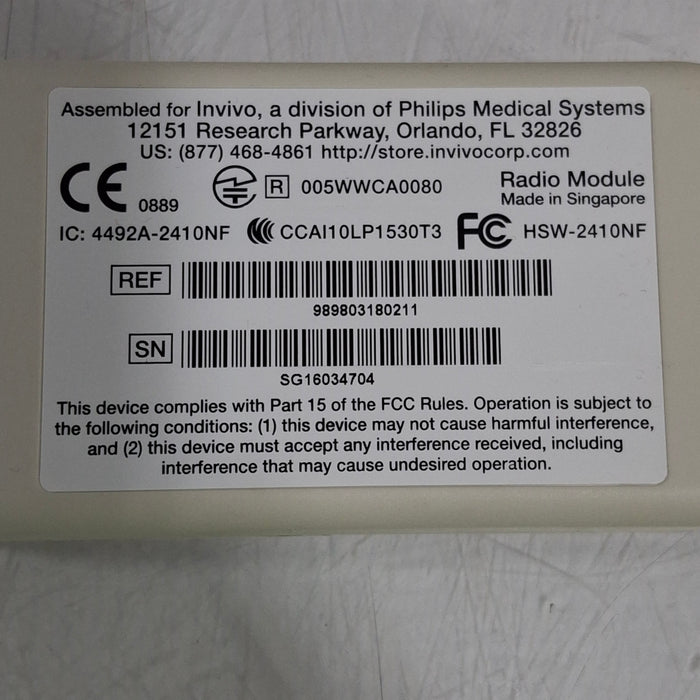 Assembled for Invivo, a division of Philips Medical Systems
12151 Research Parkway, Orlando, FL 32826
US: (877) 468-4861 http://store.invivocorp.com
CE 0889 R 005WWCA0080 Radio Module
Made in Singapore
IC: 4492A-2410NF CCAI10LP1530T3 FC HSW-2410NF
REF
989803180211
SN
SG16034704
This device complies with Part 15 of the FCC Rules. Operation is subject to
the following conditions: (1) this device may not cause harmful interference,
and (2) this device must accept any interference received, including
interference that may cause undesired operation.